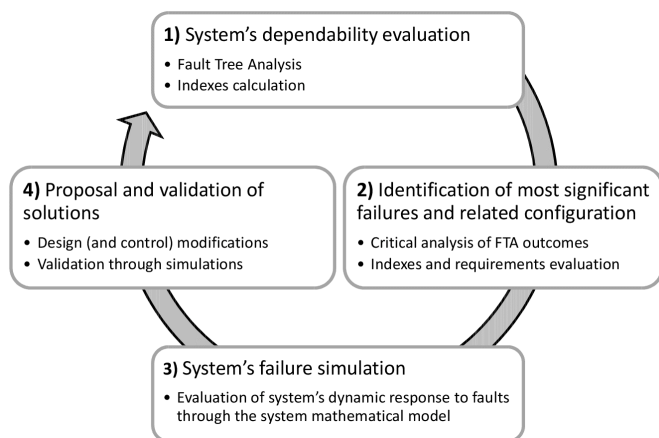 1) System's dependability evaluation
• Fault Tree Analysis
• Indexes calculation
2) Identification of most significant
failures and related configuration
• Critical analysis of FTA outcomes
• Indexes and requirements evaluation
3) System's failure simulation
• Evaluation of system's dynamic response to faults
through the system mathematical model
4) Proposal and validation of
solutions
• Design (and control) modifications
• Validation through simulations